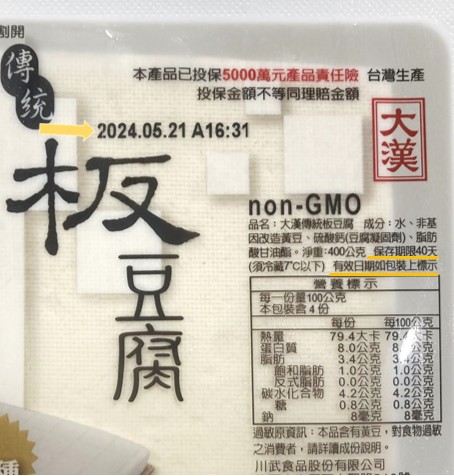 割開
傳統
本產品已投保5000萬元產品責任險 台灣生產
投保金額不等同理賠金額
2024.05.21 A16:31
大漢
板豆腐
non-GMO
品名：大漢傳統板豆腐 成分：水、非基
因改造黃豆、硫酸鈣(豆腐凝固劑)、脂肪
酸甘油酯。淨重:400公克 保存期限40天
(須冷藏7℃以下) 有效日期如包裝上標示
營養標示
每一份量100公克
本包裝含4份
每份 每100公克
熱量 79.4大卡 79.4大卡
蛋白質 8.0公克 8.0公克
脂肪 3.4公克 3.4公克
飽和脂肪 1.0公克 1.0公克
反式脂肪 0.0公克 0.0公克
碳水化合物 4.2公克 4.2公克
糖 0.8公克 0.8公克
鈉 8毫克 8毫克
過敏原資訊：本品含有黃豆，對食物過敏
之消費者，請詳讀成份說明。
川武食品股份有限公司
種